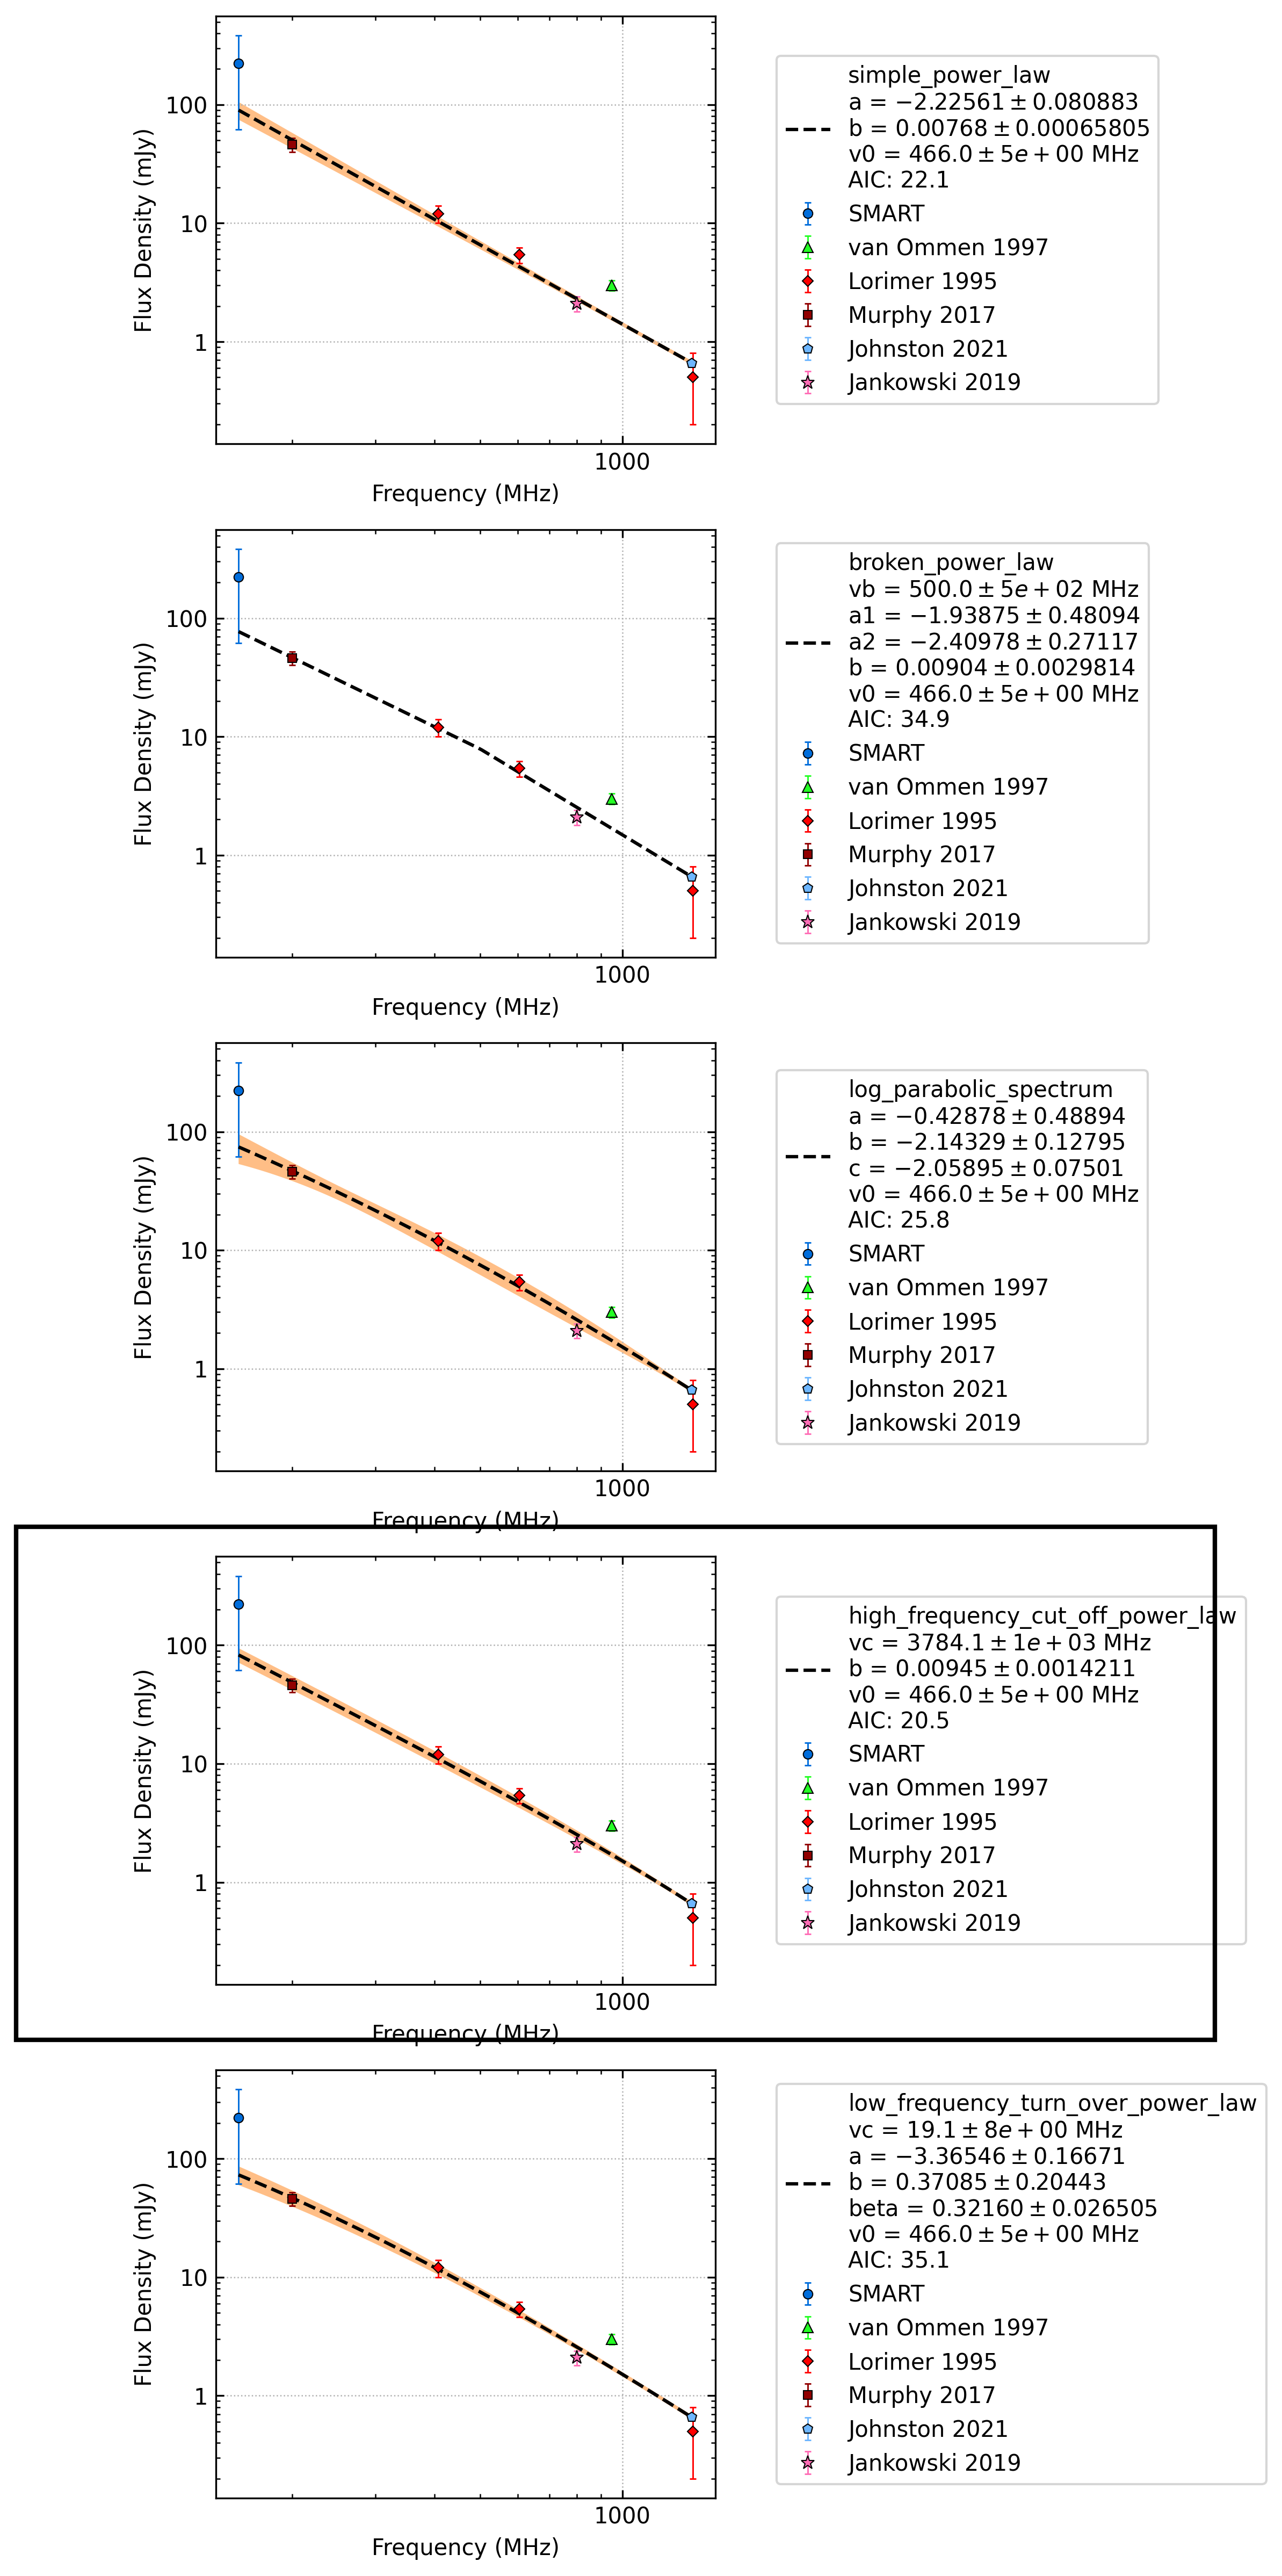 100
10
1
Flux Density (mJy)
1000
Frequency (MHz)
simple_power_law
a = −2.22561 ± 0.080883
b = 0.00768 ± 0.00065805
v0 = 466.0 ± 5e + 00 MHz
AIC: 22.1
SMART
van Ommen 1997
Lorimer 1995
Murphy 2017
Johnston 2021
Jankowski 2019
100
10
1
Flux Density (mJy)
1000
Frequency (MHz)
broken_power_law
vb = 500.0 ± 5e + 02 MHz
a1 = −1.93875 ± 0.48094
a2 = −2.40978 ± 0.27117
b = 0.00904 ± 0.0029814
v0 = 466.0 ± 5e + 00 MHz
AIC: 34.9
SMART
van Ommen 1997
Lorimer 1995
Murphy 2017
Johnston 2021
Jankowski 2019
100
10
1
Flux Density (mJy)
1000
Frequency (MHz)
log_parabolic_spectrum
a = −0.42878 ± 0.48894
b = −2.14329 ± 0.12795
c = −2.05895 ± 0.07501
v0 = 466.0 ± 5e + 00 MHz
AIC: 25.8
SMART
van Ommen 1997
Lorimer 1995
Murphy 2017
Johnston 2021
Jankowski 2019
100
10
1
Flux Density (mJy)
1000
Frequency (MHz)
high_frequency_cut_off_power_law
vc = 3784.1 ± 1e + 03 MHz
b = 0.00945 ± 0.0014211
v0 = 466.0 ± 5e + 00 MHz
AIC: 20.5
SMART
van Ommen 1997
Lorimer 1995
Murphy 2017
Johnston 2021
Jankowski 2019
100
10
1
Flux Density (mJy)
1000
Frequency (MHz)
low_frequency_turn_over_power_law
vc = 19.1 ± 8e + 00 MHz
a = −3.36546 ± 0.16671
b = 0.37085 ± 0.20443
beta = 0.32160 ± 0.026505
v0 = 466.0 ± 5e + 00 MHz
AIC: 35.1
SMART
van Ommen 1997
Lorimer 1995
Murphy 2017
Johnston 2021
Jankowski 2019